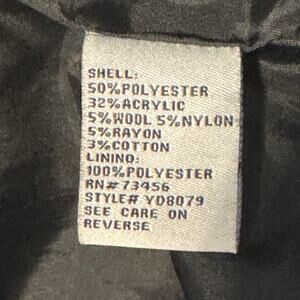 SHELL:
50%POLYESTER
32%ACRYLIC
5%WOOL 5%NYLON
5%RAYON
3%COTTON
LINING:
100%POLYESTER
RN#73456
STYLE# YD8079
SEE CARE ON
REVERSE